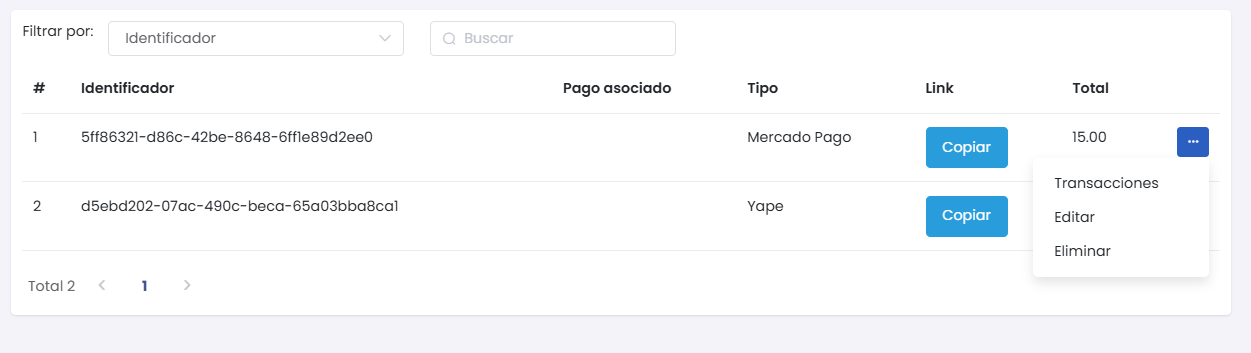 Filtrar por: Identificador Buscar
# Identificador Pago asociado Tipo Link Total
1 5ff86321-d86c-42be-8648-6ff1e89d2ee0 Mercado Pago Copiar 15.00 ...
Transacciones
2 d5ebd202-07ac-490c-beca-65a03bba8ca1 Yape Copiar
Editar
Eliminar
Total 2 < 1 >